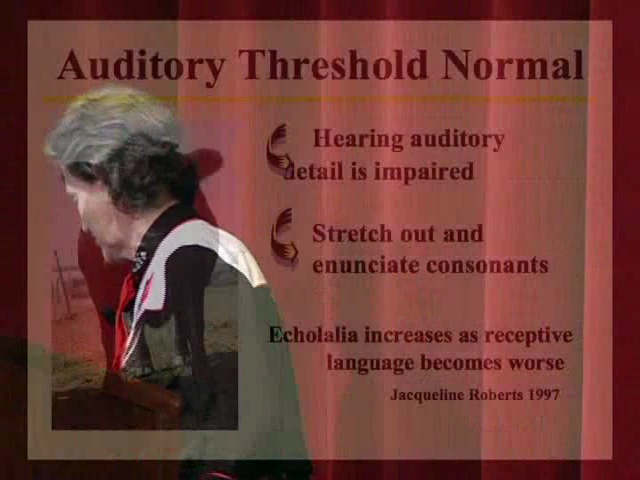 Auditory Threshold Normal
Hearing auditory
detail is impaired
Stretch out and
enunciate consonants
Echolalia increases as receptive
language becomes worse
Jacqueline Roberts 1997